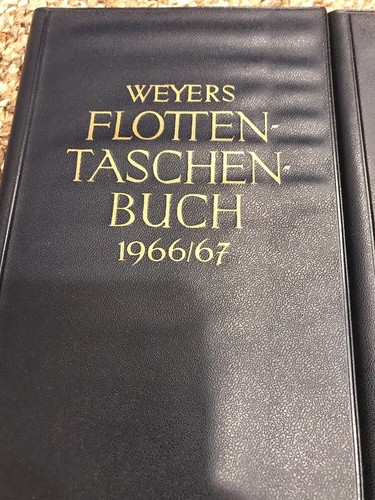 WEYERS
FLOTTEN-
TASCHEN-
BUCH
1966/67